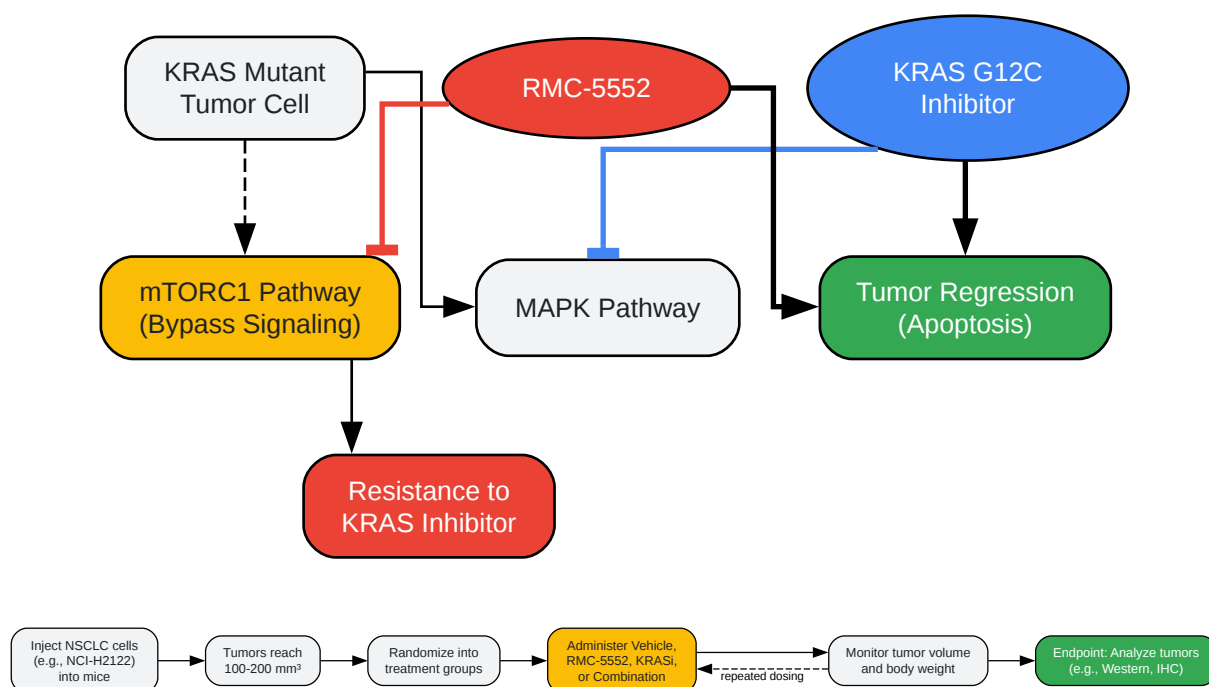 KRAS Mutant
Tumor Cell
RMC-5552
KRAS G12C
Inhibitor
mTORC1 Pathway
(Bypass Signaling)
MAPK Pathway
Tumor Regression
(Apoptosis)
Resistance to
KRAS Inhibitor
Inject NSCLC cells
(e.g., NCI-H2122)
into mice
Tumors reach
100-200 mm³
Randomize into
treatment groups
Administer Vehicle,
RMC-5552, KRASi,
or Combination
repeated dosing
Monitor tumor volume
and body weight
Endpoint: Analyze tumors
(e.g., Western, IHC)